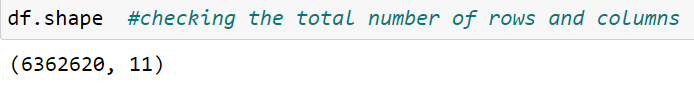 df.shape  #checking the total number of rows and columns
(6362620, 11)